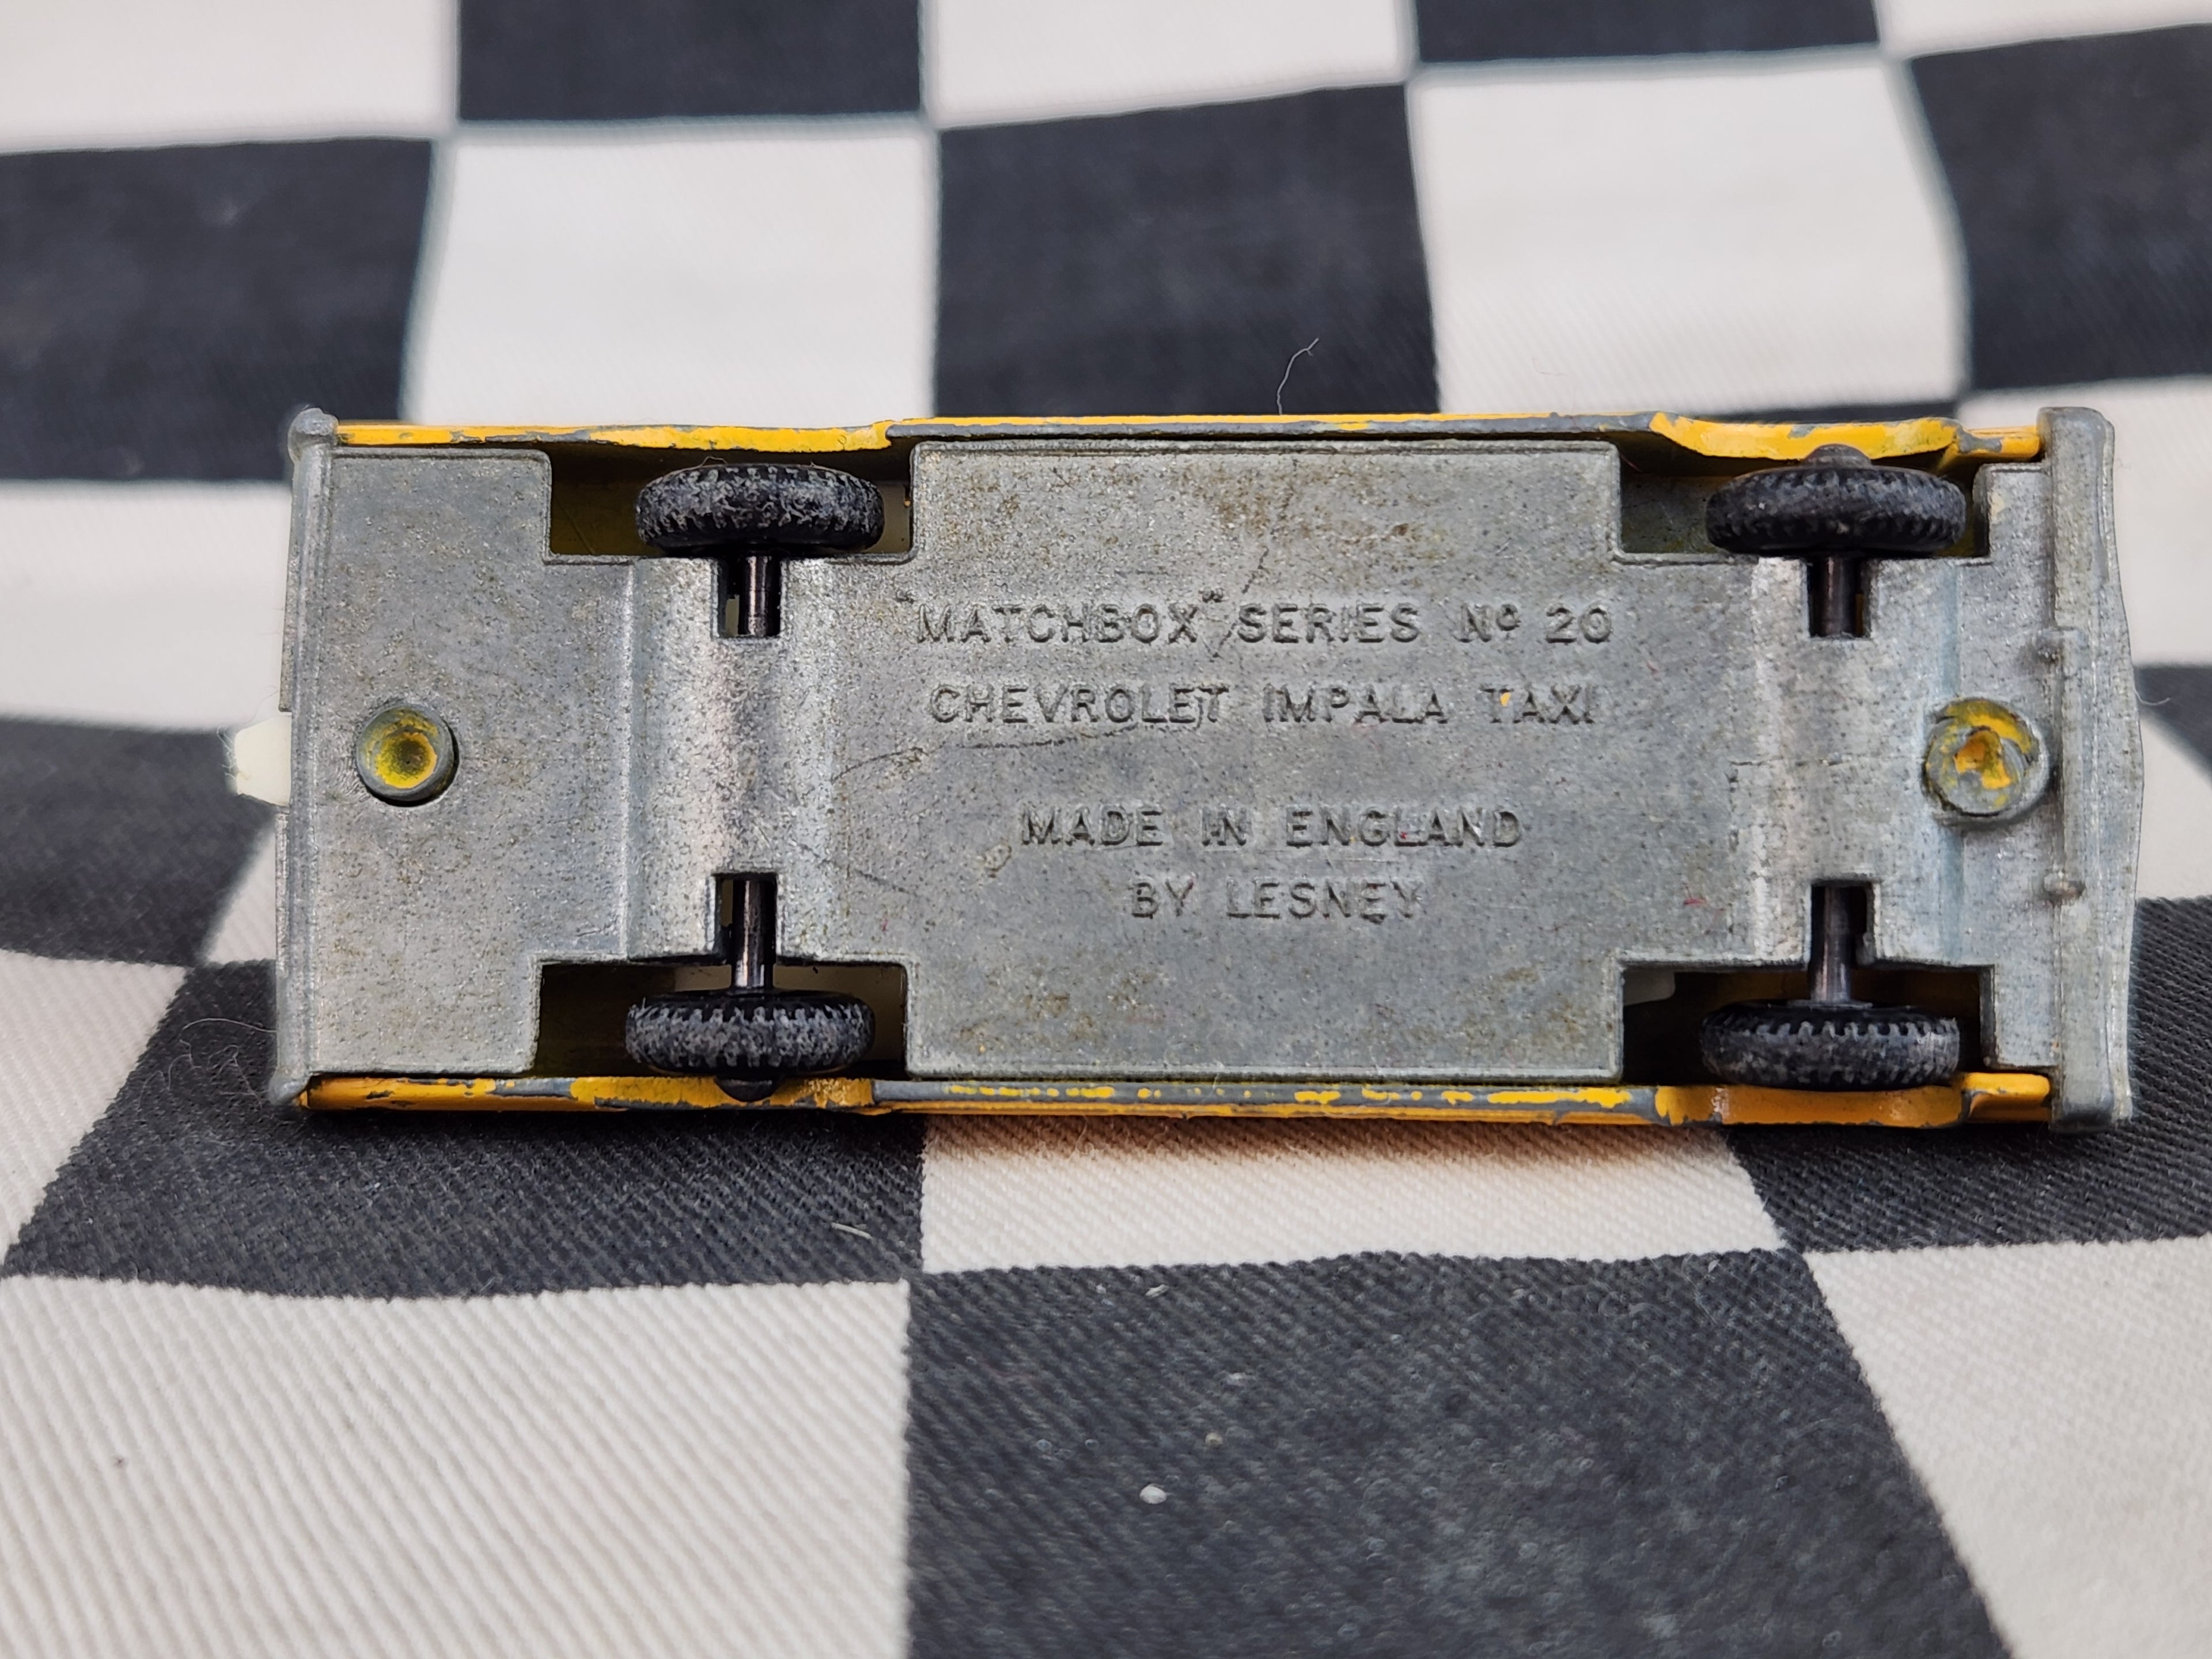 "MATCHBOX" SERIES Nº 20
CHEVROLET IMPALA TAXI
MADE IN ENGLAND
BY LESNEY